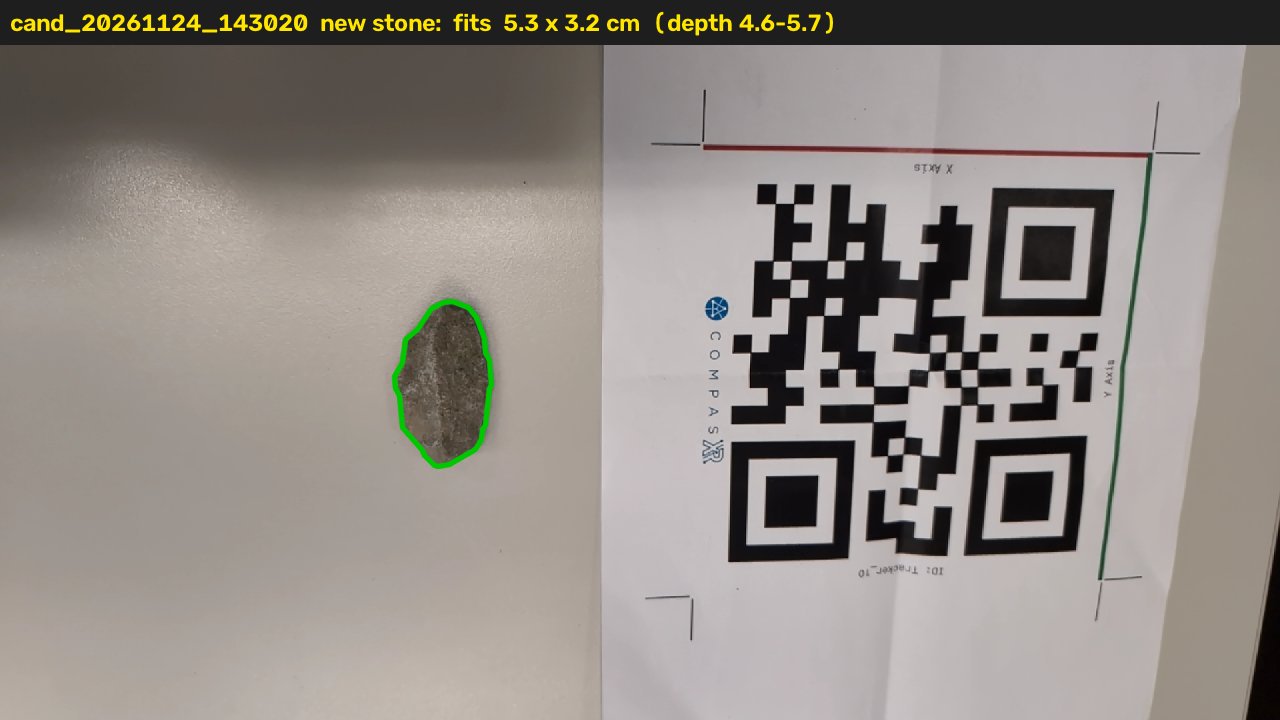 cand_20261124_143020 new stone: fits 5.3 x 3.2 cm (depth 4.6-5.7)
X Axis
Y Axis
COMPAS XR
ID: Tracker_10